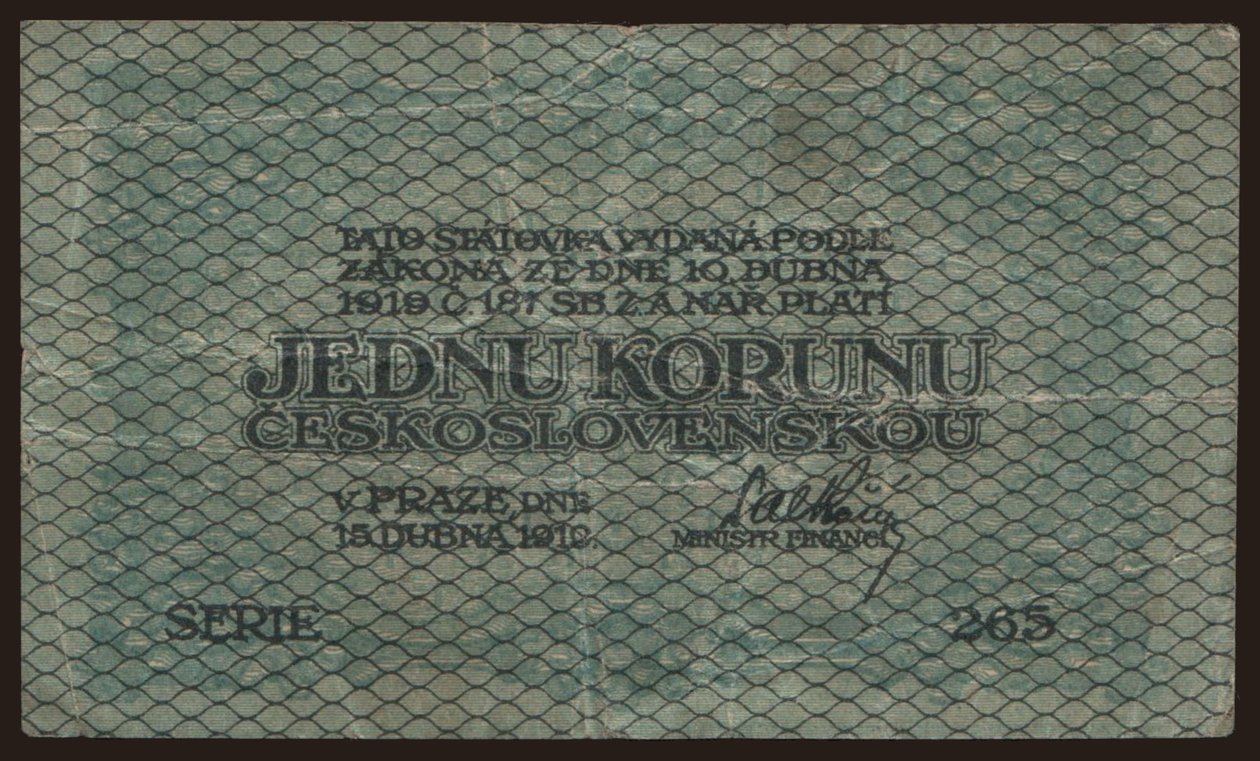 TATO STÁTOVKA VYDANÁ PODLE
ZÁKONA ZE DNE 10. DUBNA
1919 Č. 187 SB. Z. A NAŘ. PLATÍ
JEDNU KORUNU
ČESKOSLOVENSKOU
V PRAZE, DNE
15. DUBNA 1919.
MINISTR FINANCÍ
SERIE 265